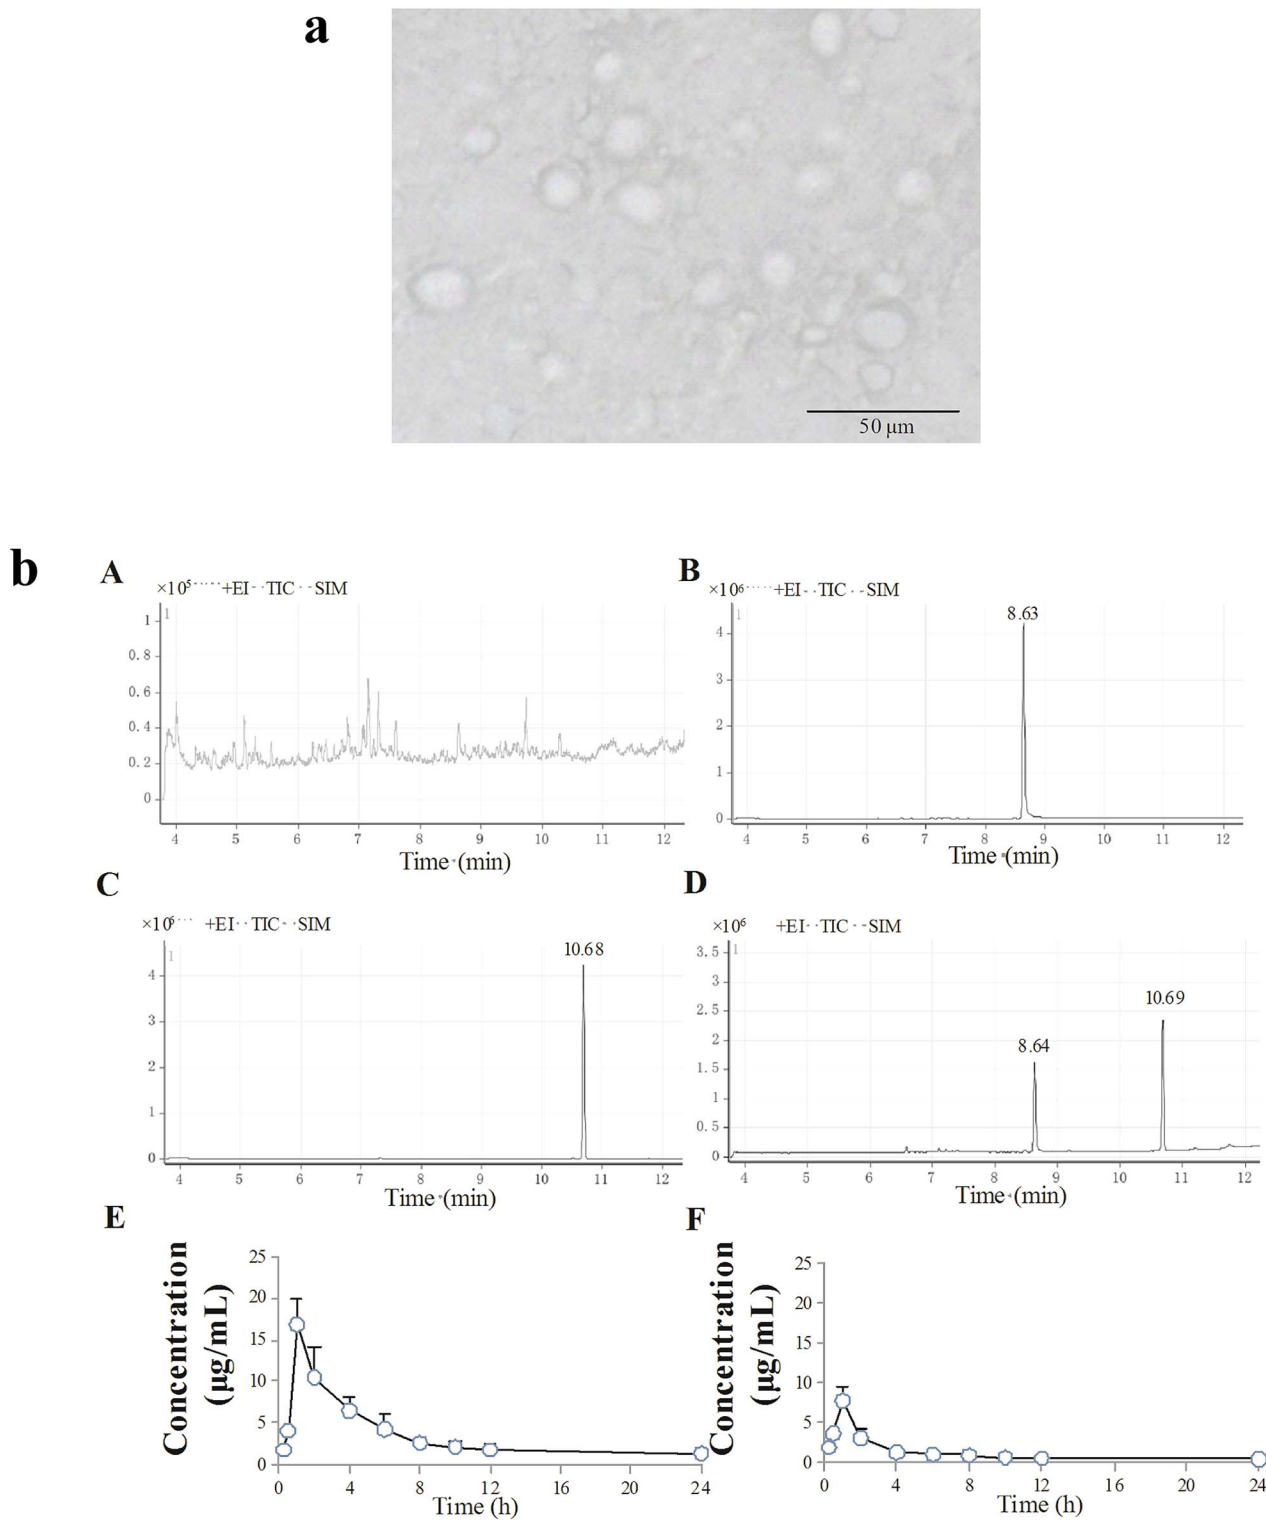 a
50 μm
b
A
×10⁵ +EI TIC SIM
1
1
0.8
0.6
0.4
0.2
0
4 5 6 7 8 9 10 11 12
Time (min)
B
×10⁶ +EI TIC SIM
1
8.63
4
3
2
1
0
4 5 6 7 8 9 10 11 12
Time (min)
C
×10⁶ +EI TIC SIM
1
10.68
4
3
2
1
0
4 5 6 7 8 9 10 11 12
Time (min)
D
×10⁶ +EI TIC SIM
1
8.64
10.69
3.5
3
2.5
2
1.5
1
0.5
0
4 5 6 7 8 9 10 11 12
Time (min)
E
Concentration
(μg/mL)
25
20
15
10
5
0
0 4 8 12 16 20 24
Time (h)
F
Concentration
(μg/mL)
25
20
15
10
5
0
0 4 8 12 16 20 24
Time (h)